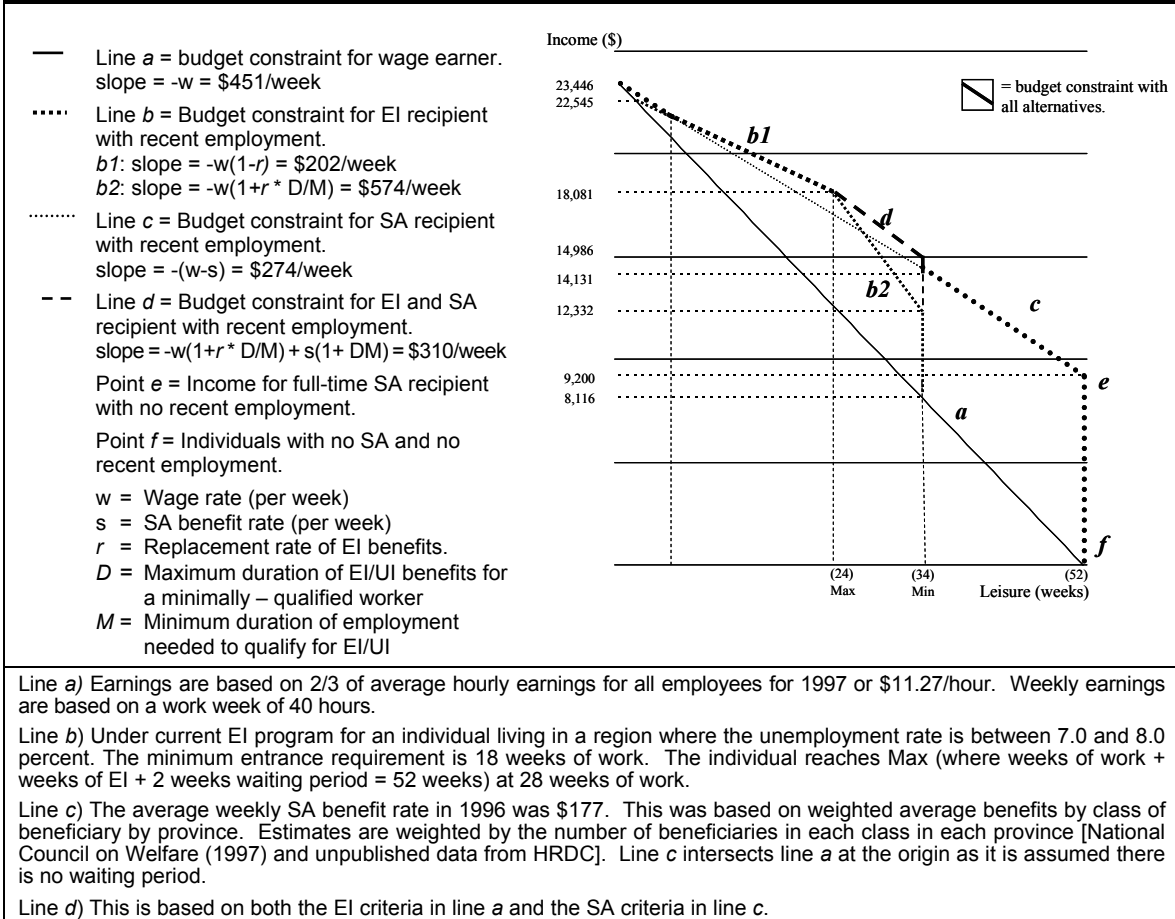 Line a = budget constraint for wage earner.
slope = -w = $451/week
Line b = Budget constraint for EI recipient
with recent employment.
b1: slope = -w(1-r) = $202/week
b2: slope = -w(1+r * D/M) = $574/week
Line c = Budget constraint for SA recipient
with recent employment.
slope = -(w-s) = $274/week
Line d = Budget constraint for EI and SA
recipient with recent employment.
slope = -w(1+r * D/M) + s(1+ DM) = $310/week
Point e = Income for full-time SA recipient
with no recent employment.
Point f = Individuals with no SA and no
recent employment.
w = Wage rate (per week)
s = SA benefit rate (per week)
r = Replacement rate of EI benefits.
D = Maximum duration of EI/UI benefits for
a minimally – qualified worker
M = Minimum duration of employment
needed to qualify for EI/UI
Income ($)
= budget constraint with
all alternatives.
23,446
22,545
18,081
14,986
14,131
12,332
9,200
8,116
b1
d
b2
c
e
a
f
(24)
Max
(34)
Min
(52)
Leisure (weeks)
Line a) Earnings are based on 2/3 of average hourly earnings for all employees for 1997 or $11.27/hour. Weekly earnings
are based on a work week of 40 hours.
Line b) Under current EI program for an individual living in a region where the unemployment rate is between 7.0 and 8.0
percent. The minimum entrance requirement is 18 weeks of work. The individual reaches Max (where weeks of work +
weeks of EI + 2 weeks waiting period = 52 weeks) at 28 weeks of work.
Line c) The average weekly SA benefit rate in 1996 was $177. This was based on weighted average benefits by class of
beneficiary by province. Estimates are weighted by the number of beneficiaries in each class in each province [National
Council on Welfare (1997) and unpublished data from HRDC]. Line c intersects line a at the origin as it is assumed there
is no waiting period.
Line d) This is based on both the EI criteria in line a and the SA criteria in line c.